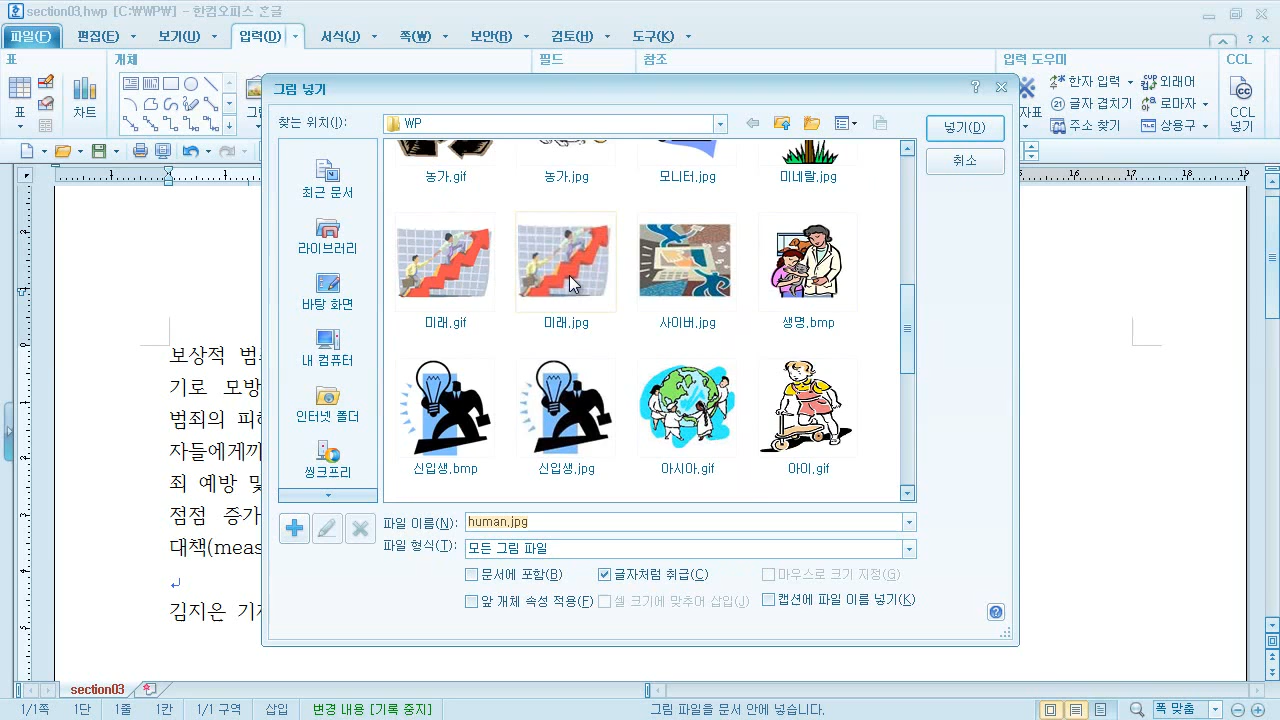 section03.hwp [C:\WP\] - 한컴오피스 한글
파일(F) 편집(E) 보기(U) 입력(D) 서식(J) 쪽(W) 보안(R) 검토(H) 도구(K)
표 개체 필드 참조 입력 도우미 CCL
표 차트 한자 입력 외래어
글자 겹치기 로마자
주소 찾기 상용구
CCL 넣기
그림 넣기
찾는 위치(I): WP
넣기(D)
취소
최근 문서
라이브러리
바탕 화면
내 컴퓨터
인터넷 폴더
씽크프리
농가.gif 농가.jpg 모니터.jpg 미네랄.jpg
미래.gif 미래.jpg 사이버.jpg 생명.bmp
신입생.bmp 신입생.jpg 아시아.gif 아이.gif
파일 이름(N): human.jpg
파일 형식(T): 모든 그림 파일
문서에 포함(B) 글자처럼 취급(C) 마우스로 크기 지정(G)
앞 개체 속성 적용(F) 셀 크기에 맞추어 삽입(J) 캡션에 파일 이름 넣기(K)
1 1 15 16 17 18 19
보상적
기로 모방
범죄의
자들에게
죄 예방 및
점점 증가
대책(meas
김지은
section03
1/1쪽 1단 1줄 1칸 1/1 구역 삽입 변경 내용 [기록 중지] 그림 파일을 문서 안에 넣습니다. 폭 맞춤